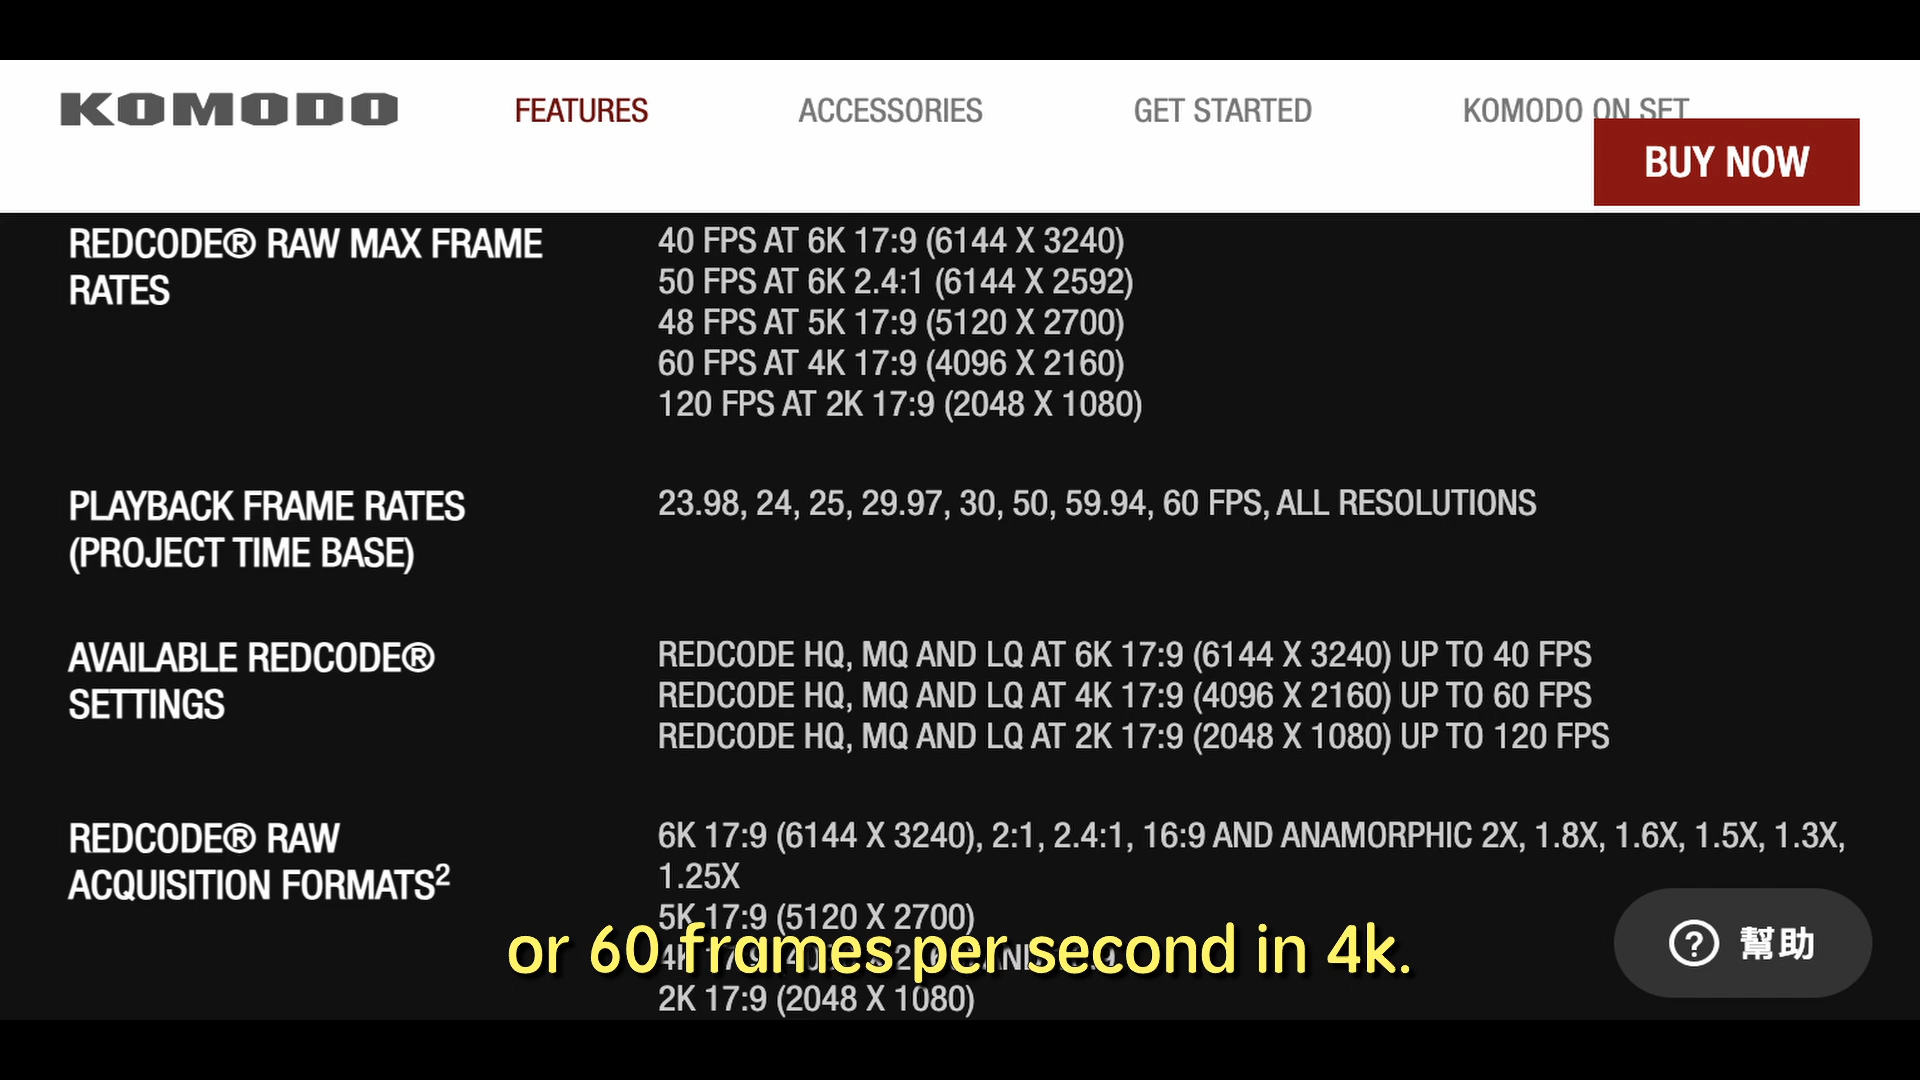 KOMODO
FEATURES
ACCESSORIES
GET STARTED
KOMODO ON SET
BUY NOW
REDCODE® RAW MAX FRAME
RATES
40 FPS AT 6K 17:9 (6144 X 3240)
50 FPS AT 6K 2.4:1 (6144 X 2592)
48 FPS AT 5K 17:9 (5120 X 2700)
60 FPS AT 4K 17:9 (4096 X 2160)
120 FPS AT 2K 17:9 (2048 X 1080)
PLAYBACK FRAME RATES
(PROJECT TIME BASE)
23.98, 24, 25, 29.97, 30, 50, 59.94, 60 FPS, ALL RESOLUTIONS
AVAILABLE REDCODE®
SETTINGS
REDCODE HQ, MQ AND LQ AT 6K 17:9 (6144 X 3240) UP TO 40 FPS
REDCODE HQ, MQ AND LQ AT 4K 17:9 (4096 X 2160) UP TO 60 FPS
REDCODE HQ, MQ AND LQ AT 2K 17:9 (2048 X 1080) UP TO 120 FPS
REDCODE® RAW
ACQUISITION FORMATS²
6K 17:9 (6144 X 3240), 2:1, 2.4:1, 16:9 AND ANAMORPHIC 2X, 1.8X, 1.6X, 1.5X, 1.3X,
1.25X
5K 17:9 (5120 X 2700)
4K
2K 17:9 (2048 X 1080)
or 60 frames per second in 4k.
幫助